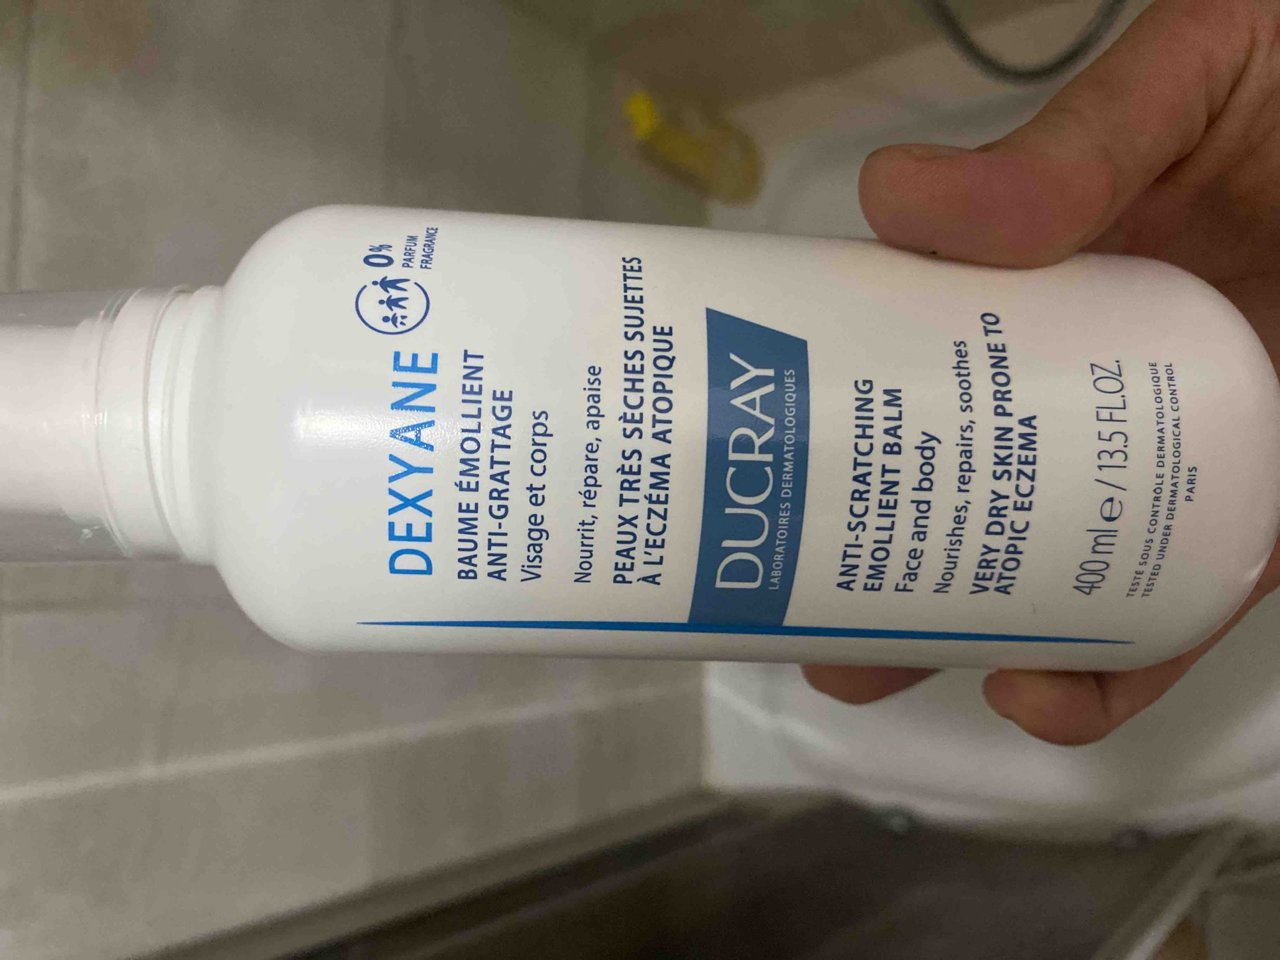 DEXYANE
0%
PARFUM
FRAGRANCE
BAUME ÉMOLLIENT
ANTI-GRATTAGE
Visage et corps
Nourrit, répare, apaise
PEAUX TRÈS SÈCHES SUJETTES
À L'ECZÉMA ATOPIQUE
DUCRAY
LABORATOIRES DERMATOLOGIQUES
ANTI-SCRATCHING
EMOLLIENT BALM
Face and body
Nourishes, repairs, soothes
VERY DRY SKIN PRONE TO
ATOPIC ECZEMA
400 ml e / 13.5 FL.OZ.
TESTÉ SOUS CONTRÔLE DERMATOLOGIQUE
TESTED UNDER DERMATOLOGICAL CONTROL
PARIS